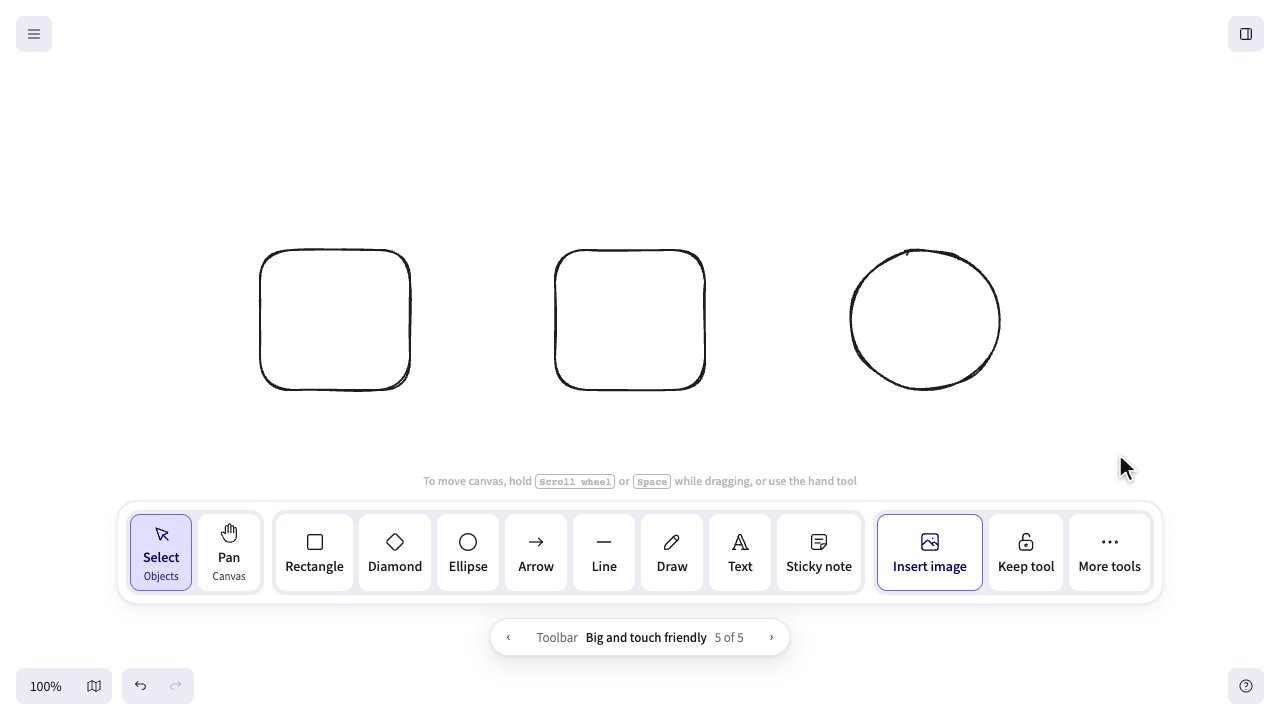 To move canvas, hold Scroll wheel or Space while dragging, or use the hand tool
Select
Objects
Pan
Canvas
Rectangle
Diamond
Ellipse
Arrow
Line
Draw
Text
Sticky note
Insert image
Keep tool
More tools
‹ Toolbar Big and touch friendly 5 of 5 ›
100%